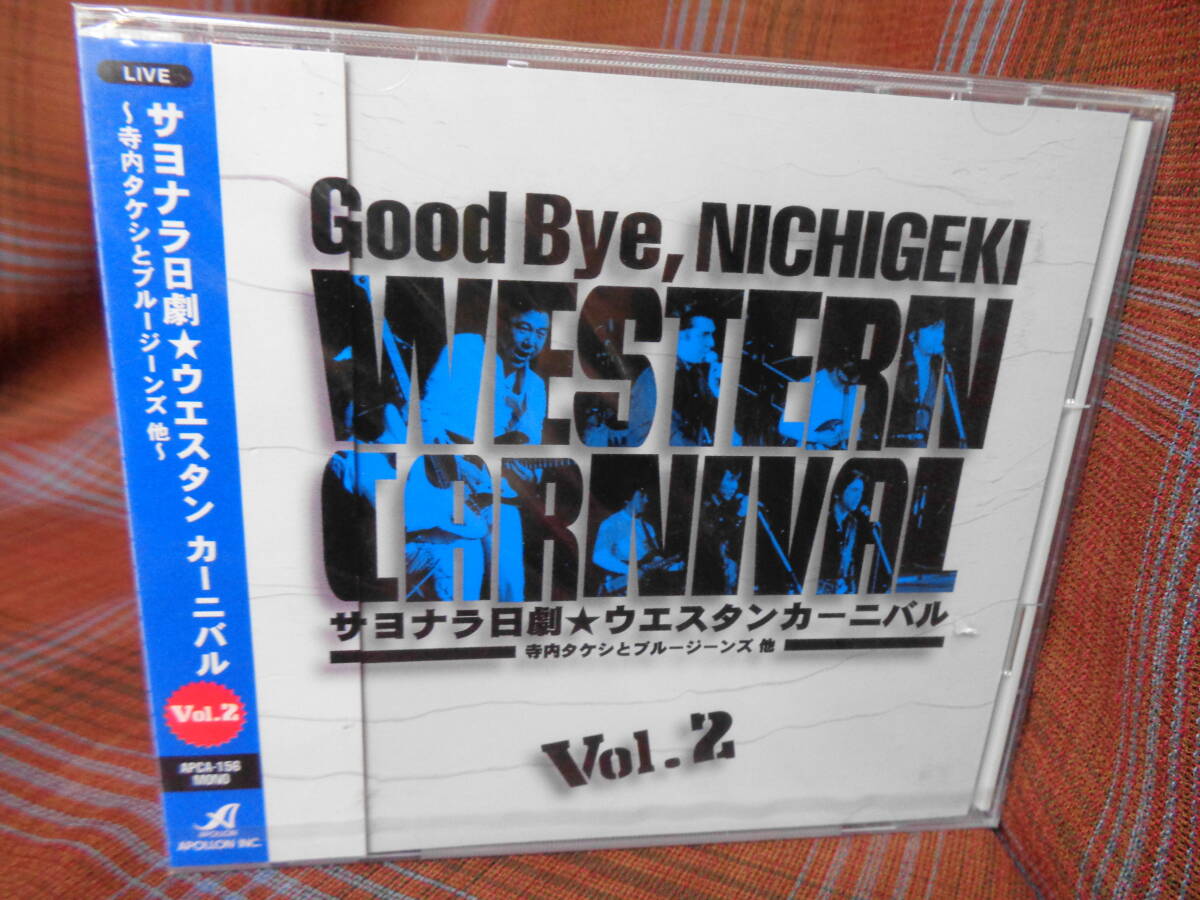 LIVE
サヨナラ日劇★ウエスタン カーニバル
～寺内タケシとブルージーンズ 他～
Vol.2
APCA-156
MONO
APOLLON
APOLLON INC.
Good Bye, NICHIGEKI
WESTERN
CARNIVAL
サヨナラ日劇★ウエスタンカーニバル
寺内タケシとブルージーンズ 他
Vol.2